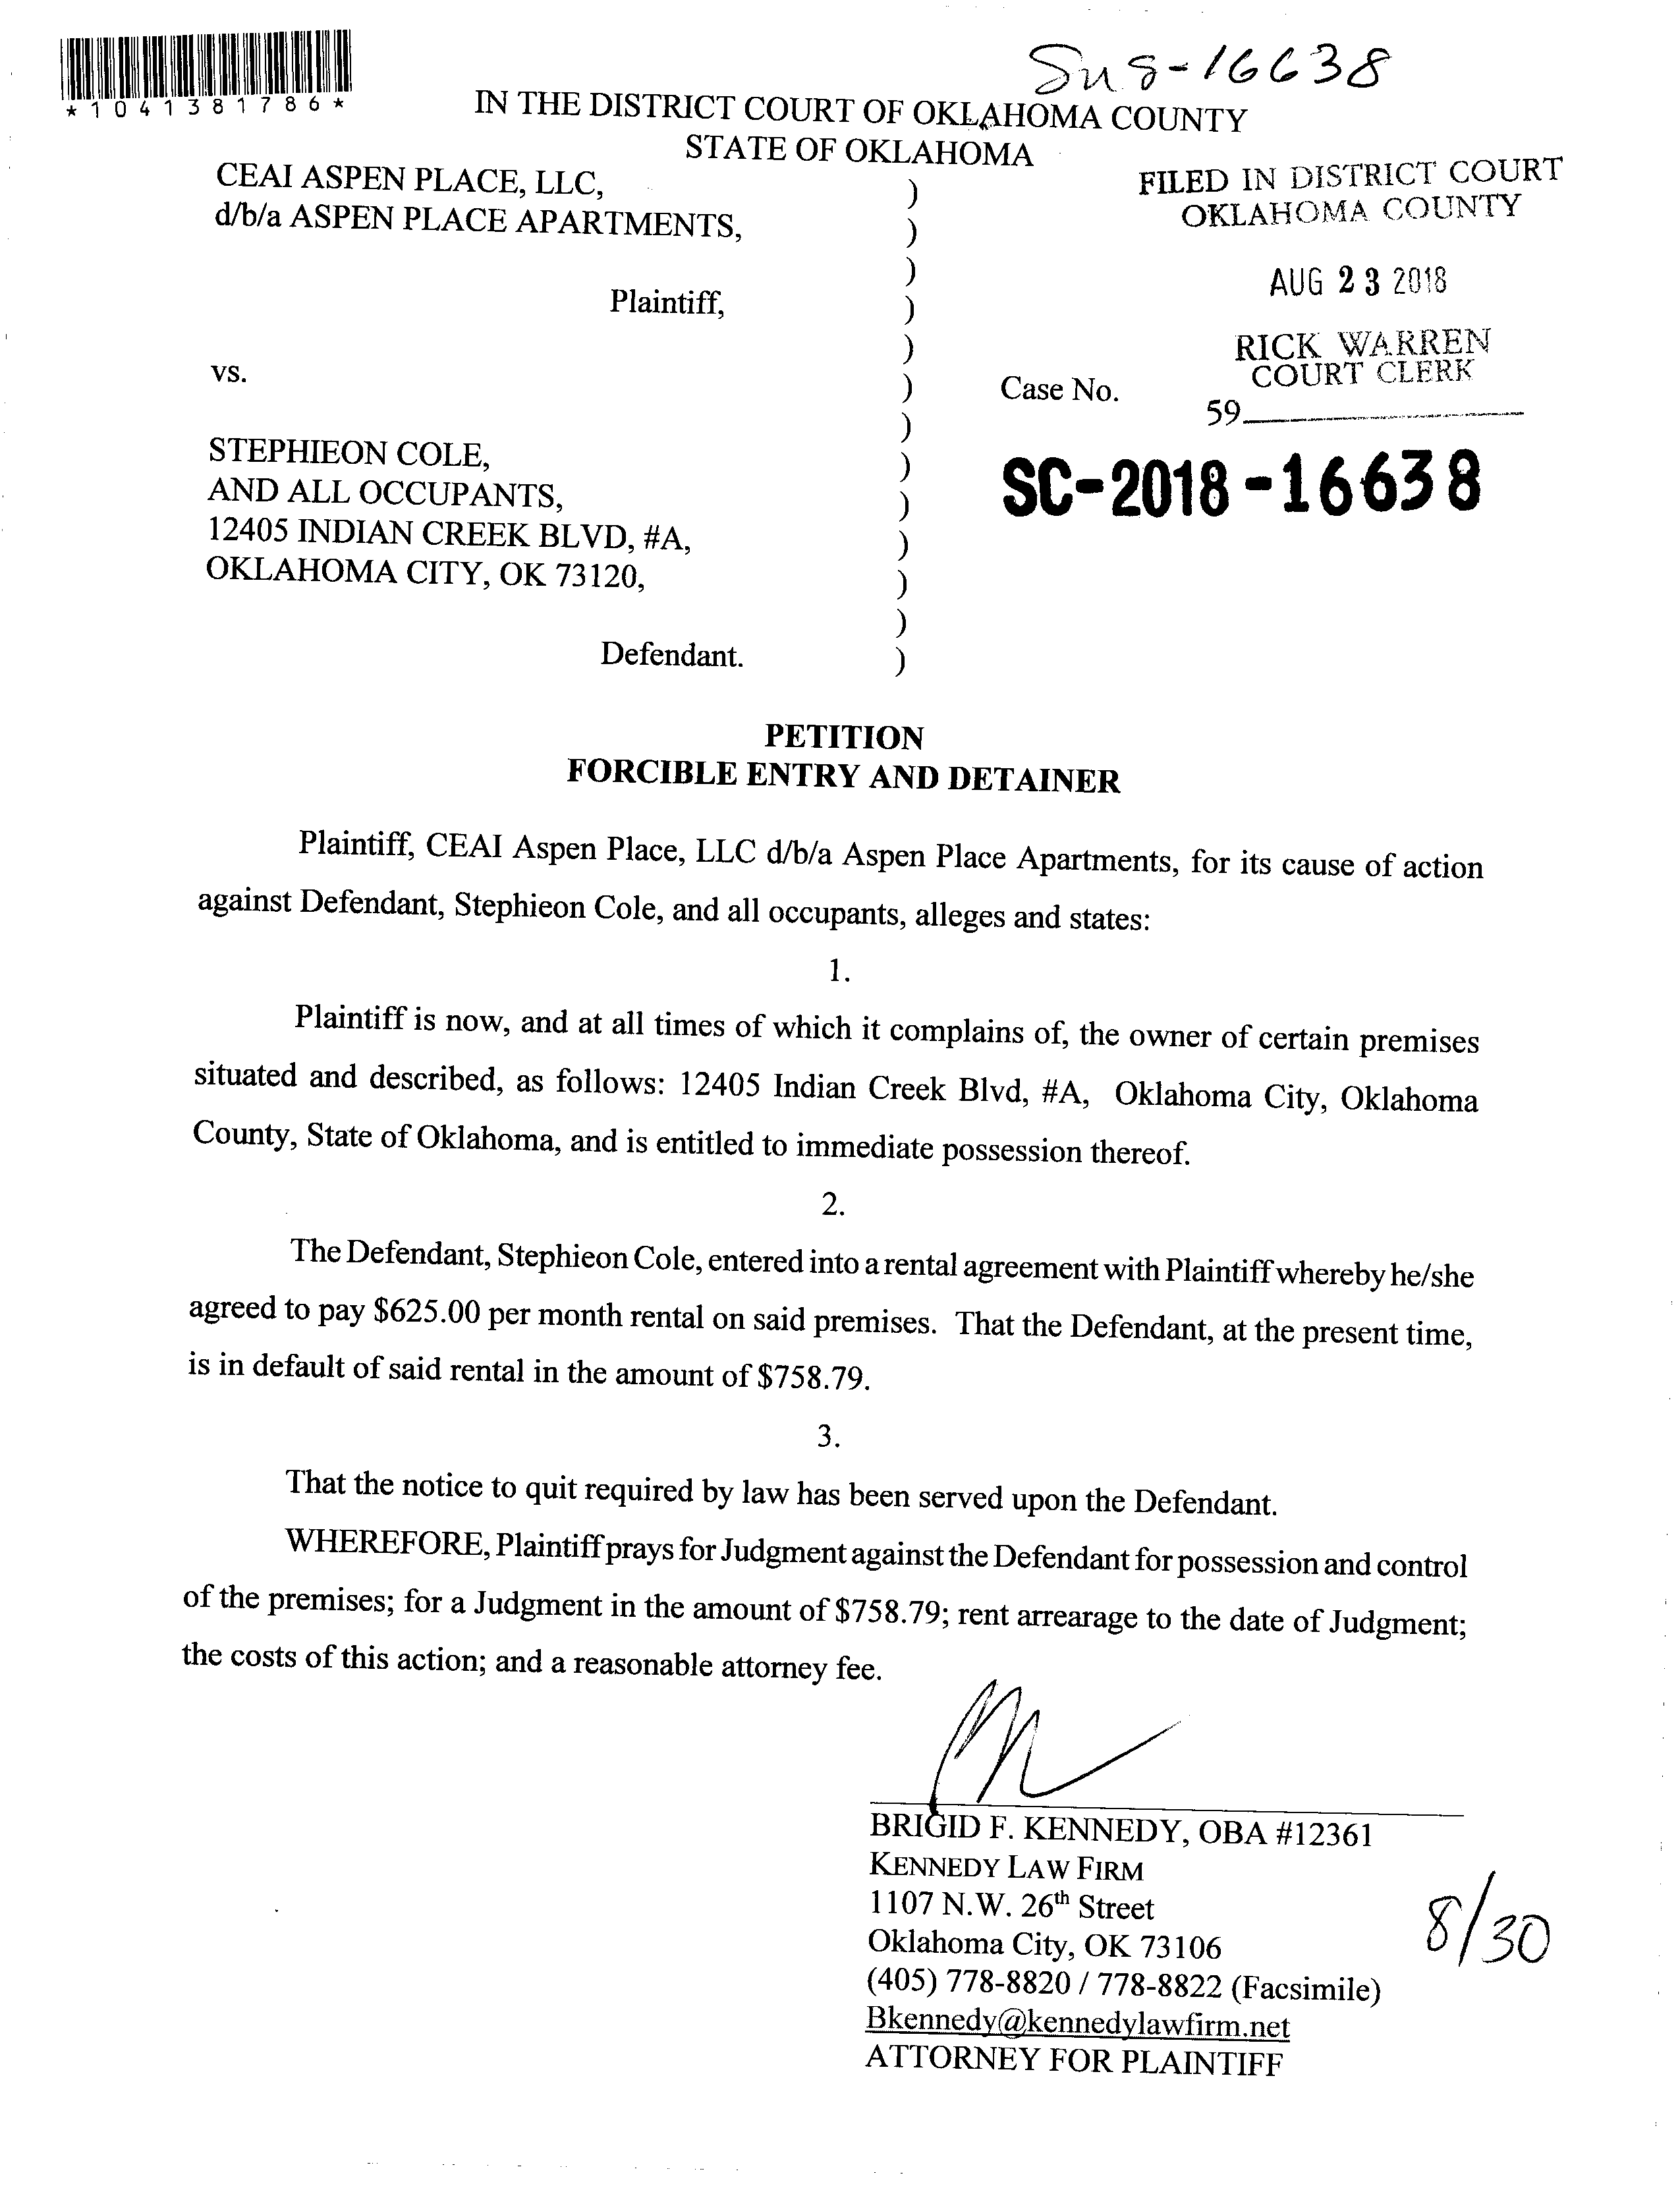 *1041381786*
IN THE DISTRICT COURT OF OKLAHOMA COUNTY
STATE OF OKLAHOMA
CEAI ASPEN PLACE, LLC,
d/b/a ASPEN PLACE APARTMENTS,
Plaintiff,
vs.
STEPHIEON COLE,
AND ALL OCCUPANTS,
12405 INDIAN CREEK BLVD, #A,
OKLAHOMA CITY, OK 73120,
Defendant.
)
)
)
)
)
)
)
)
)
)
)
)
)
FILED IN DISTRICT COURT
OKLAHOMA COUNTY
AUG 23 2018
RICK WARREN
COURT CLERK
59
Case No.
SC-2018-16638
PETITION
FORCIBLE ENTRY AND DETAINER
Plaintiff, CEAI Aspen Place, LLC d/b/a Aspen Place Apartments, for its cause of action
against Defendant, Stephieon Cole, and all occupants, alleges and states:
1.
Plaintiff is now, and at all times of which it complains of, the owner of certain premises
situated and described, as follows: 12405 Indian Creek Blvd, #A, Oklahoma City, Oklahoma
County, State of Oklahoma, and is entitled to immediate possession thereof.
2.
The Defendant, Stephieon Cole, entered into a rental agreement with Plaintiff whereby he/she
agreed to pay $625.00 per month rental on said premises. That the Defendant, at the present time,
is in default of said rental in the amount of $758.79.
3.
That the notice to quit required by law has been served upon the Defendant.
WHEREFORE, Plaintiff prays for Judgment against the Defendant for possession and control
of the premises; for a Judgment in the amount of $758.79; rent arrearage to the date of Judgment;
the costs of this action; and a reasonable attorney fee.
BRIGID F. KENNEDY, OBA #12361
KENNEDY LAW FIRM
1107 N.W. 26th Street
Oklahoma City, OK 73106
(405) 778-8820 / 778-8822 (Facsimile)
Bkennedy@kennedylawfirm.net
ATTORNEY FOR PLAINTIFF
8/30